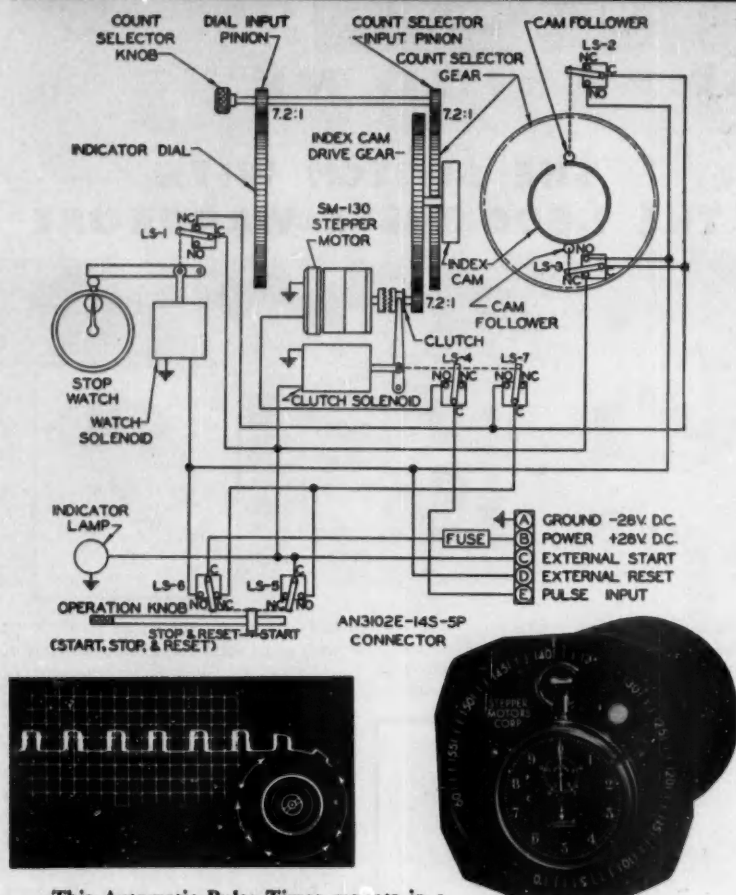 COUNT SELECTOR KNOB
DIAL INPUT PINION
COUNT SELECTOR INPUT PINION
CAM FOLLOWER
LS-2
NC
C
NO
COUNT SELECTOR GEAR
7.2:1
7.2:1
INDICATOR DIAL
INDEX CAM DRIVE GEAR
SM-130 STEPPER MOTOR
NC
LS-1
C
NO
INDEX CAM
NO
LS-3
C
NC
CAM FOLLOWER
7.2:1
CLUTCH
STOP WATCH
WATCH SOLENOID
CLUTCH SOLENOID
LS-4
NO
NC
C
LS-7
NO
NC
C
INDICATOR LAMP
FUSE
A GROUND -28V. D.C.
B POWER +28V. D.C.
C EXTERNAL START
D EXTERNAL RESET
E PULSE INPUT
LS-6
C
NO
NC
LS-5
C
NC
NO
OPERATION KNOB
(START, STOP, & RESET)
STOP & RESET
START
AN3102E-14S-5P
CONNECTOR
STEPPER
MOTORS
CORP.
This Automatic Pulse Timer